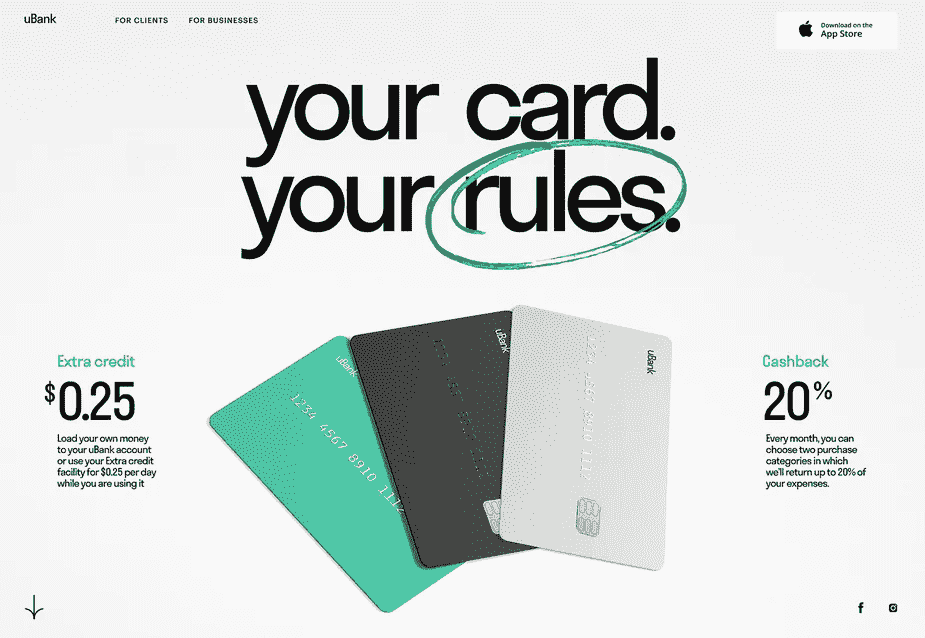 uBank
FOR CLIENTS
FOR BUSINESSES
Download on the
App Store
your card.
your rules.
Extra credit
$0.25
Load your own money
to your uBank account
or use your Extra credit
facility for $0.25 per day
while you are using it
uBank
1234 4567 8910 1112
uBank
uBank
Cashback
20%
Every month, you can
choose two purchase
categories in which
we'll return up to 20% of
your expenses.